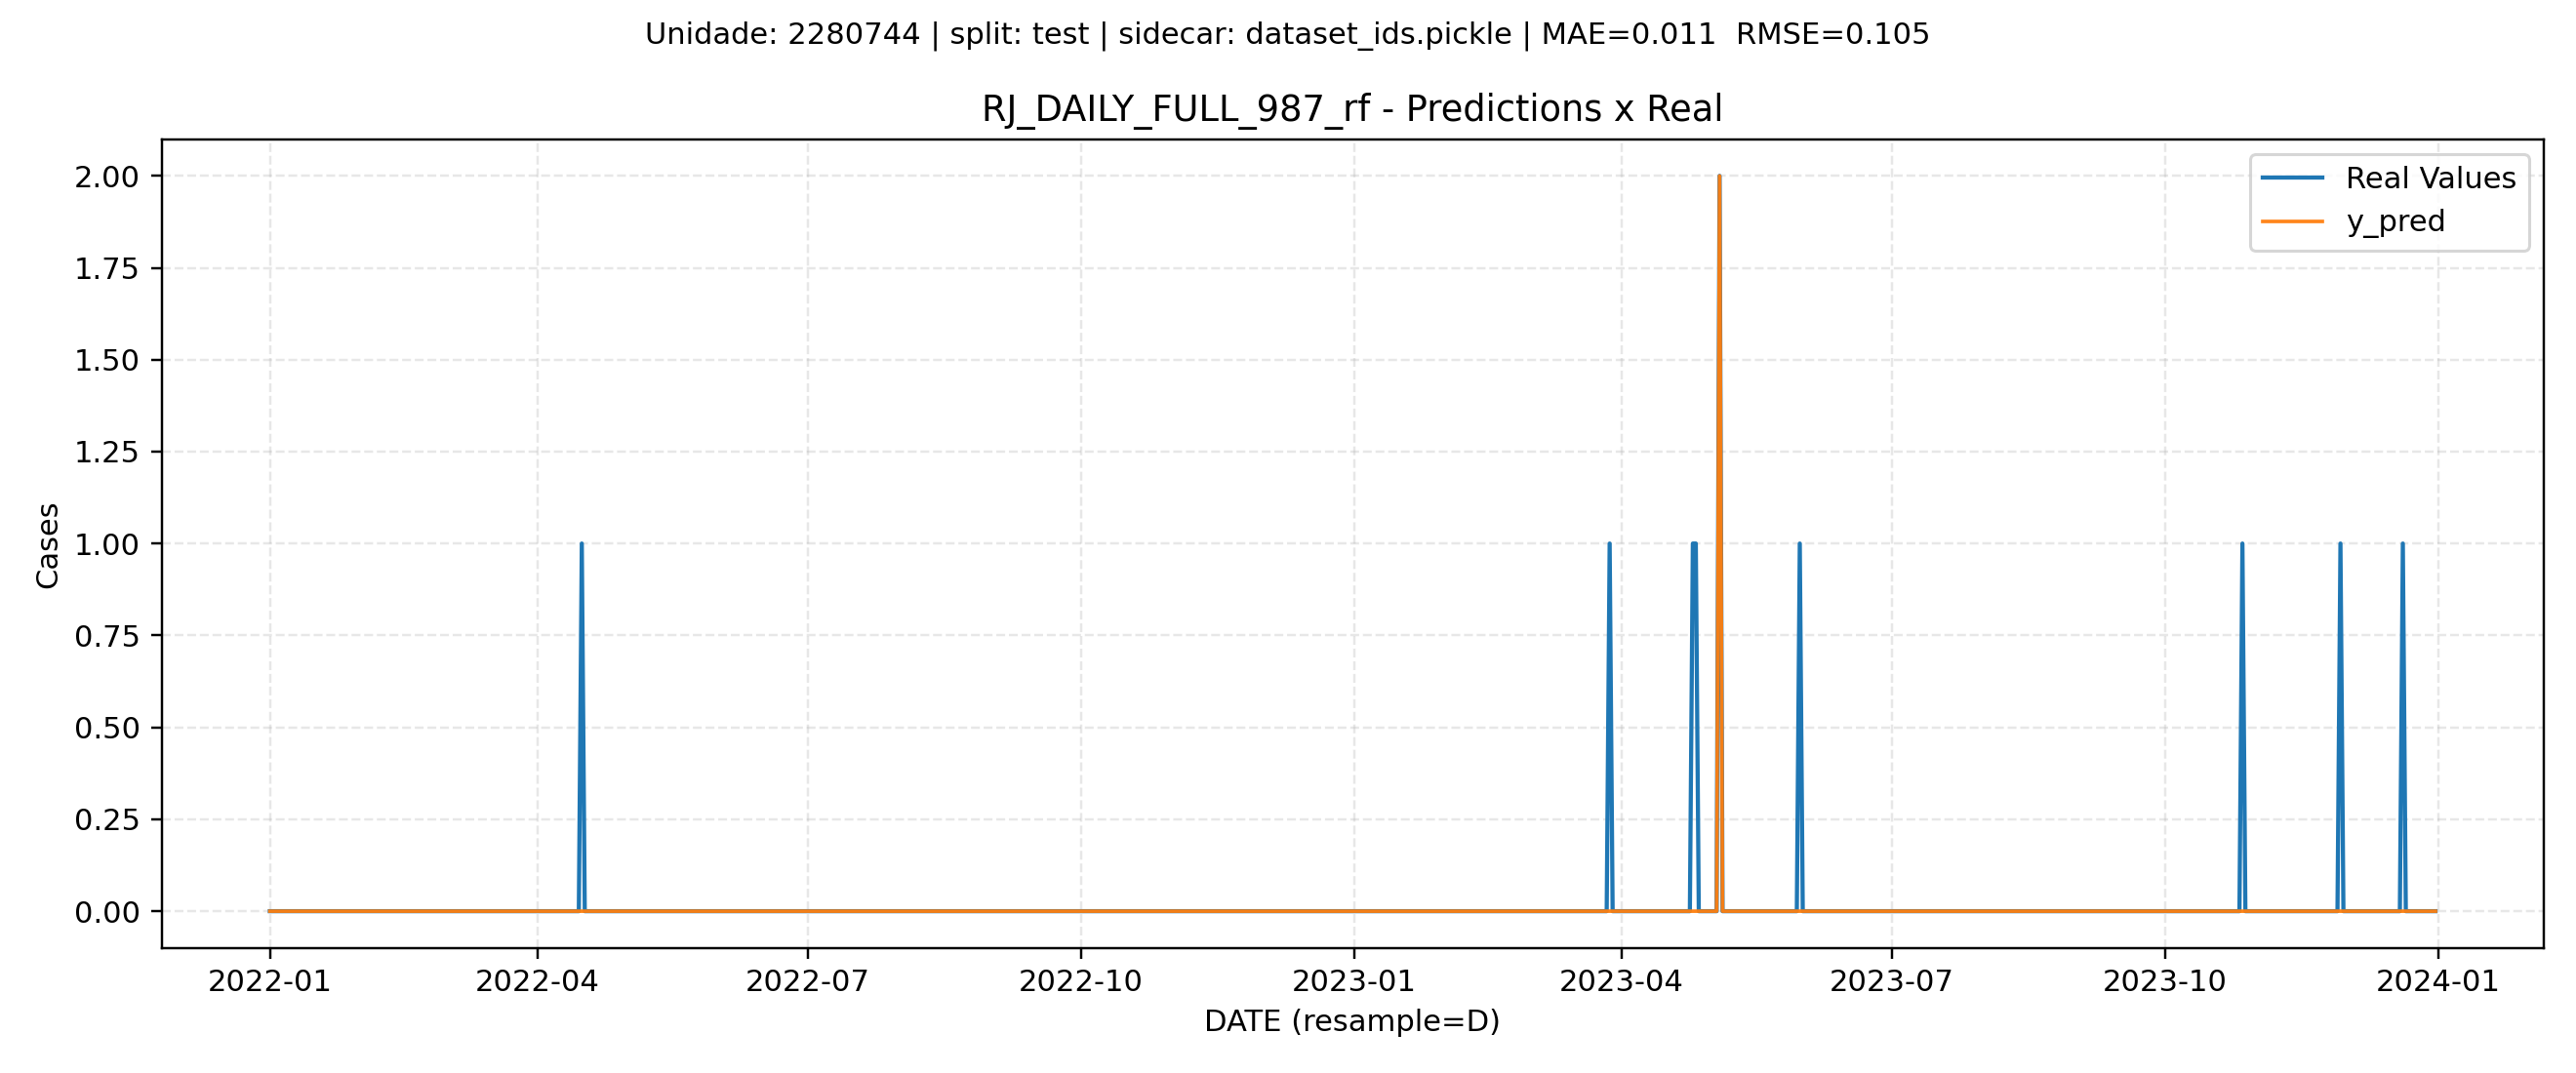 Unidade: 2280744 | split: test | sidecar: dataset_ids.pickle | MAE=0.011  RMSE=0.105
RJ_DAILY_FULL_987_rf - Predictions x Real
Real Values
y_pred
2.00
1.75
1.50
1.25
1.00
0.75
0.50
0.25
0.00
Cases
2022-01 2022-04 2022-07 2022-10 2023-01 2023-04 2023-07 2023-10 2024-01
DATE (resample=D)